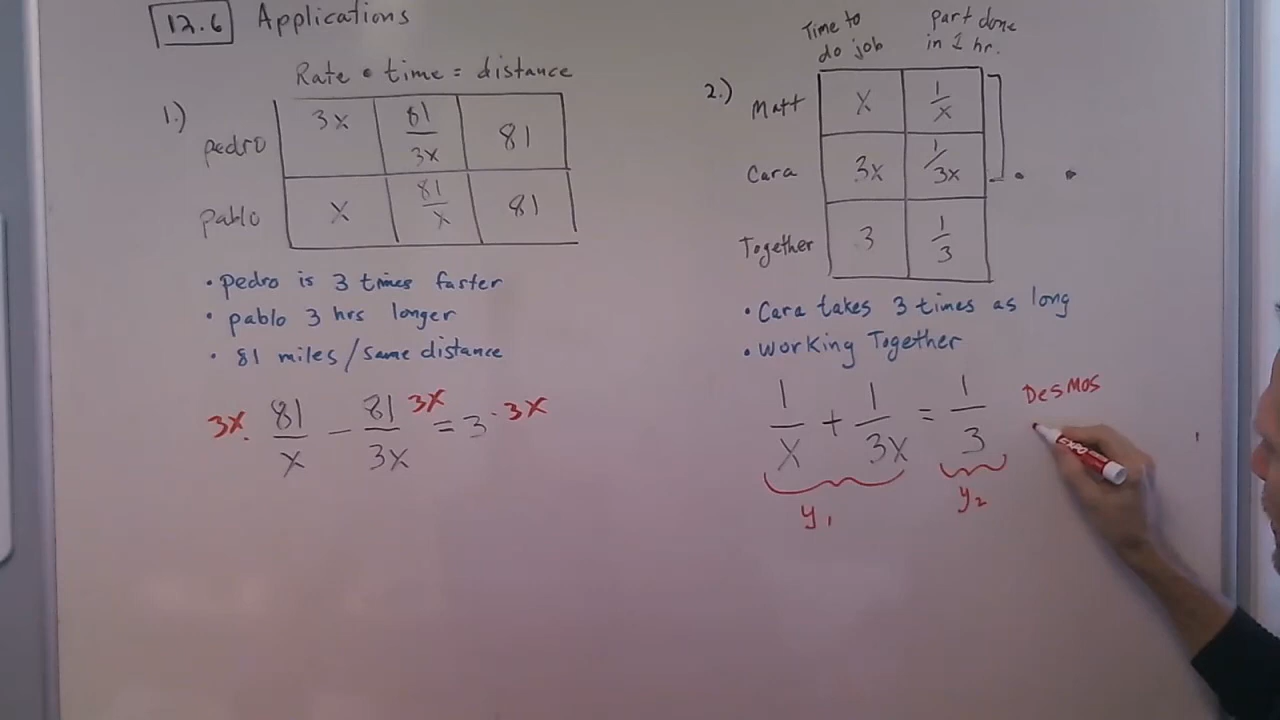 12.6 Applications
Rate • time = distance
1.)
pedro 3x 81/3x 81
pablo x 81/x 81
• pedro is 3 times faster
• pablo 3 hrs longer
• 81 miles/same distance
3x · 81/x − 81/3x 3x = 3 · 3x
Time to do job
part done in 1 hr.
2.)
Matt x 1/x
Cara 3x 1/3x
Together 3 1/3
• Cara takes 3 times as long
• Working Together
1/x + 1/3x = 1/3
Desmos
y₁
y₂
EXPO